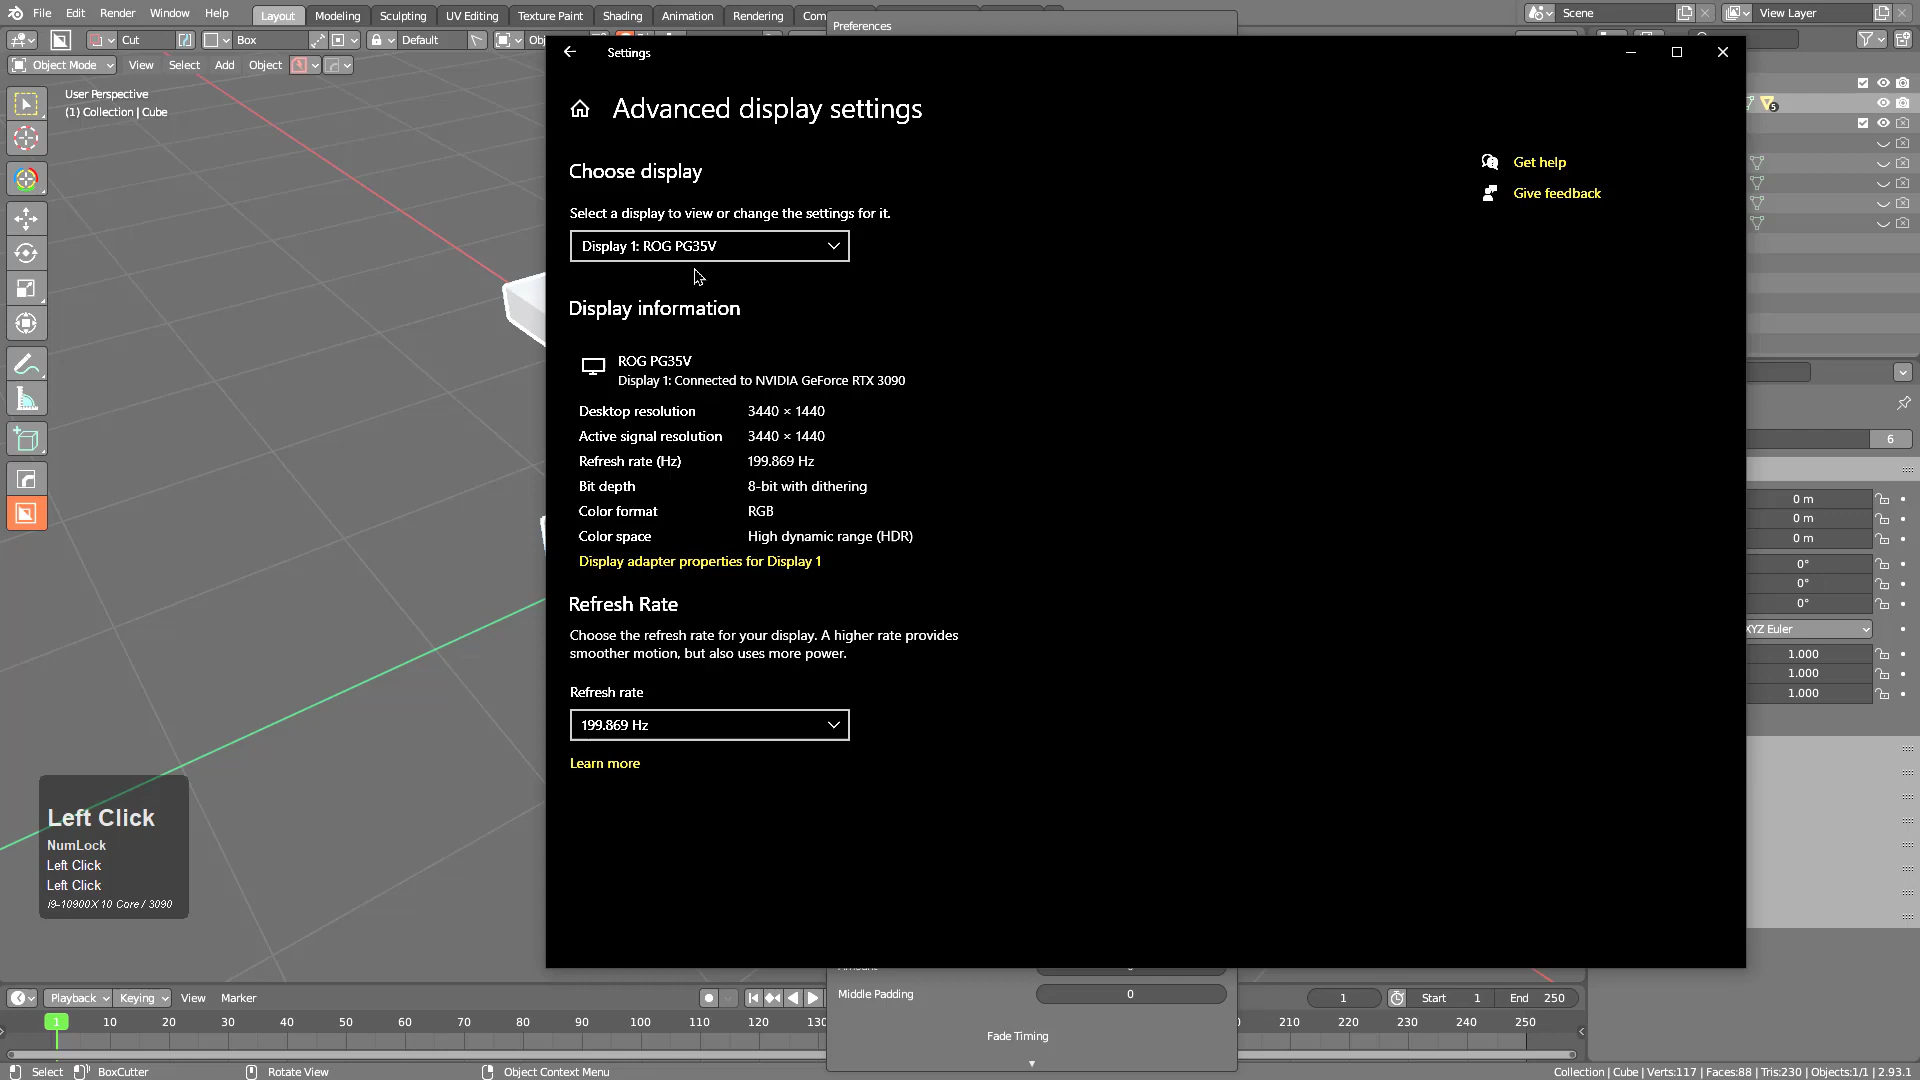 File Edit Render Window Help
Layout Modeling Sculpting UV Editing Texture Paint Shading Animation Rendering Com
Preferences
Scene
View Layer
Cut
Box
Default
Obj
Object Mode View Select Add Object
User Perspective
(1) Collection | Cube
Settings
Advanced display settings
Choose display
Select a display to view or change the settings for it.
Display 1: ROG PG35V
Get help
Give feedback
Display information
ROG PG35V
Display 1: Connected to NVIDIA GeForce RTX 3090
Desktop resolution 3440 × 1440
Active signal resolution 3440 × 1440
Refresh rate (Hz) 199.869 Hz
Bit depth 8-bit with dithering
Color format RGB
Color space High dynamic range (HDR)
Display adapter properties for Display 1
Refresh Rate
Choose the refresh rate for your display. A higher rate provides
smoother motion, but also uses more power.
Refresh rate
199.869 Hz
Learn more
5
6
0 m
0 m
0 m
0°
0°
0°
XYZ Euler
1.000
1.000
1.000
Left Click
NumLock
Left Click
Left Click
i9-10900X 10 Core / 3090
Playback Keying View Marker
Middle Padding 0
Fade Timing
1 Start 1 End 250
1 10 20 30 40 50 60 70 80 90 100 110 120 130
210 220 230 240 250
Select BoxCutter Rotate View Object Context Menu
Collection | Cube | Verts:117 | Faces:88 | Tris:230 | Objects:1/1 | 2.93.1